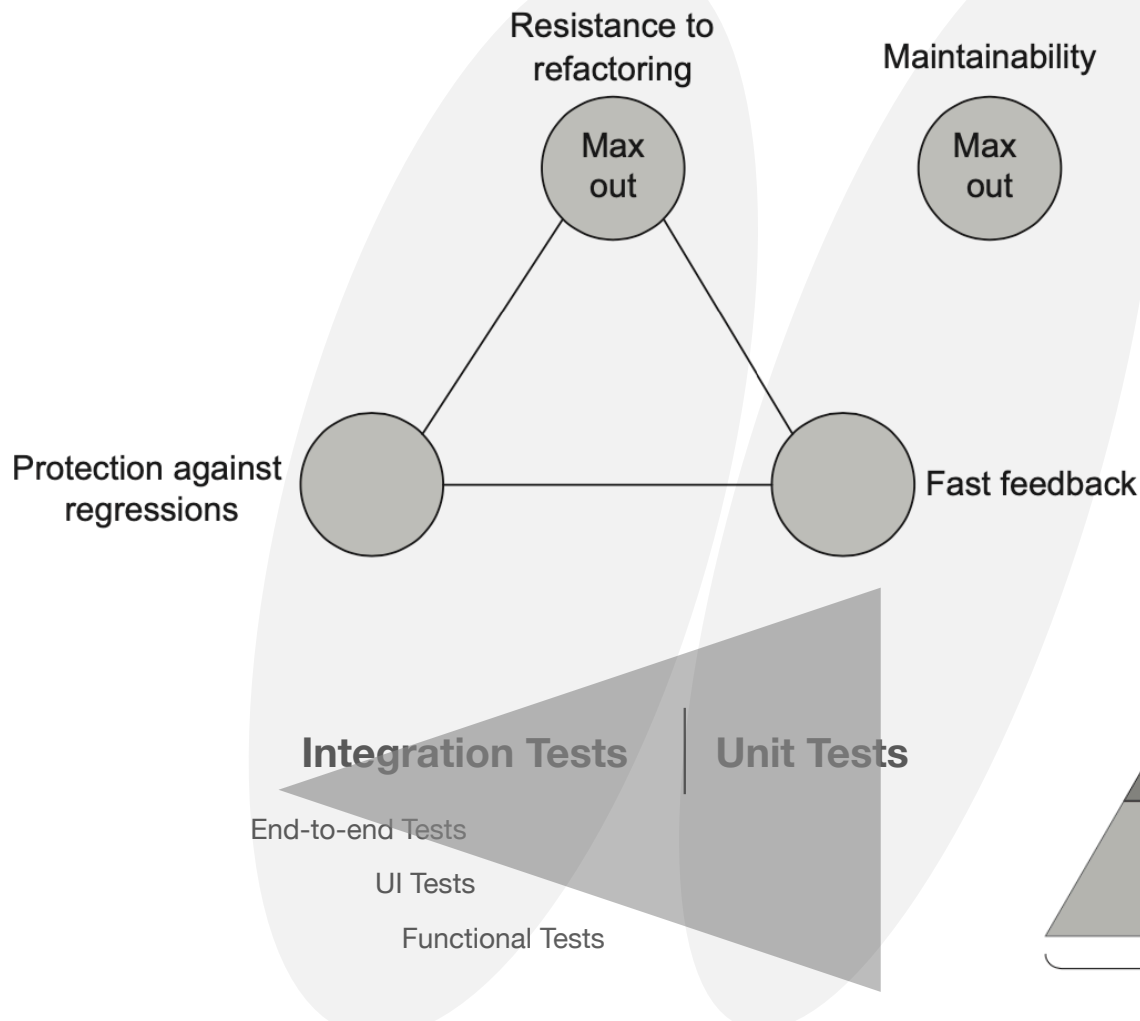 Resistance to
refactoring
Maintainability
Max
out
Max
out
Protection against
regressions
Fast feedback
Integration Tests
Unit Tests
End-to-end Tests
UI Tests
Functional Tests